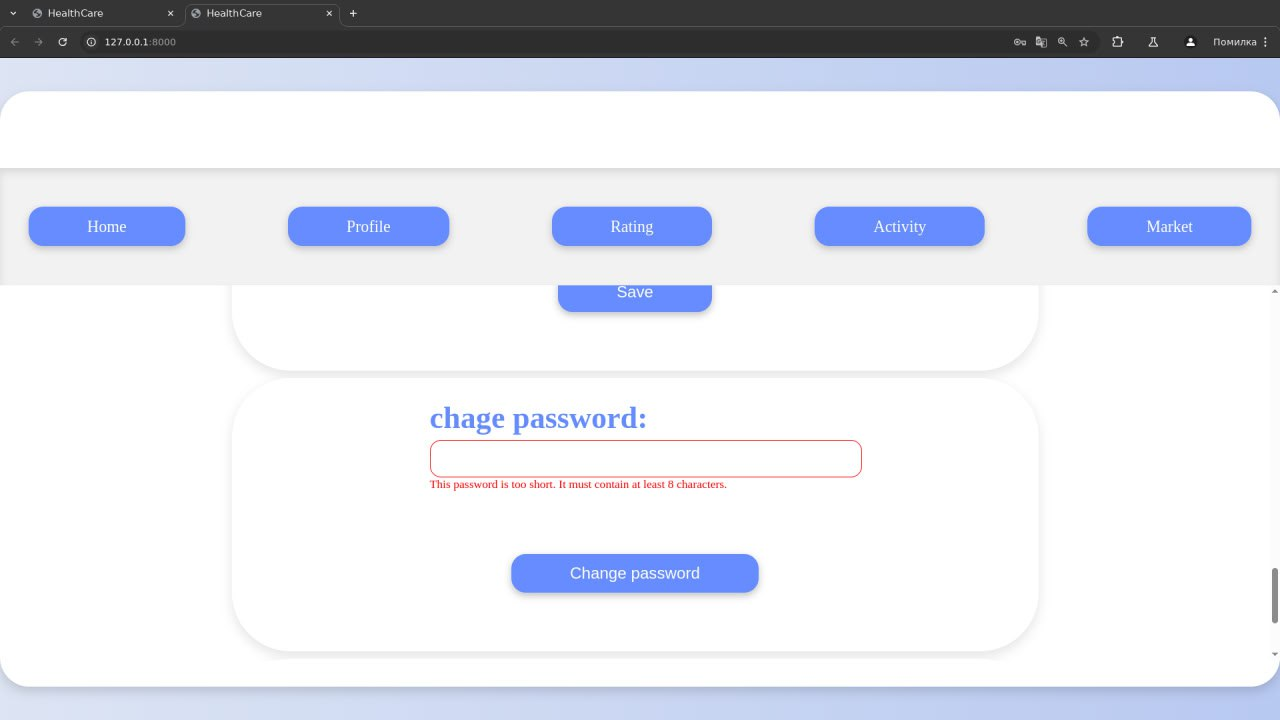 HealthCare
HealthCare
127.0.0.1:8000
Помилка
Home
Profile
Rating
Activity
Market
Save
chage password:
This password is too short. It must contain at least 8 characters.
Change password